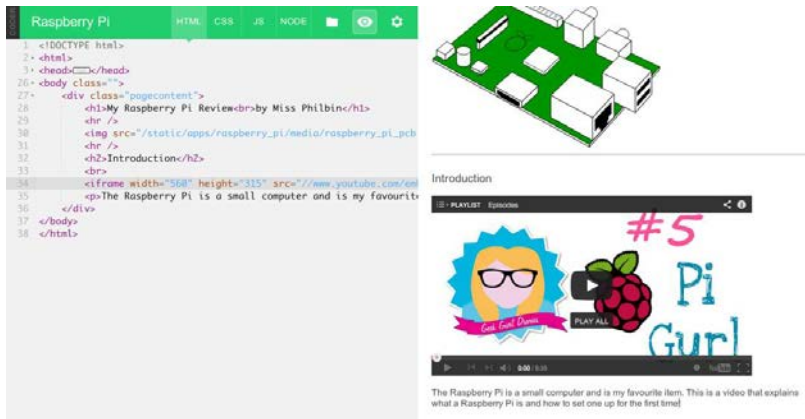 CODER
Raspberry Pi HTML CSS JS NODE
1 <!DOCTYPE html>
2 <html>
3 <head></head>
26 <body class="">
27 <div class="pagecontent">
28 <h1>My Raspberry Pi Review<br>by Miss Philbin</h1>
29 <hr />
30 <img src="/static/apps/raspberry_pi/media/raspberry_pi_pcb
31 <hr />
32 <h2>Introduction</h2>
33 <br>
34 <iframe width="560" height="315" src="//www.youtube.com/em
35 <p>The Raspberry Pi is a small computer and is my favourit
36 </div>
37 </body>
38 </html>
Introduction
PLAYLIST Episodes
#5
Pi
Gurl
Geek Gurl Diaries
PLAY ALL
0:00
The Raspberry Pi is a small computer and is my favourite item. This is a video that explains
what a Raspberry Pi is and how to set one up for the first time